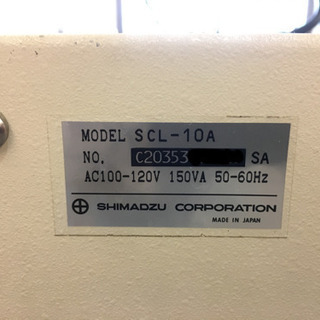 MODEL SCL-10A
NO. C20353 SA
AC100-120V 150VA 50-60Hz
SHIMADZU CORPORATION
MADE IN JAPAN